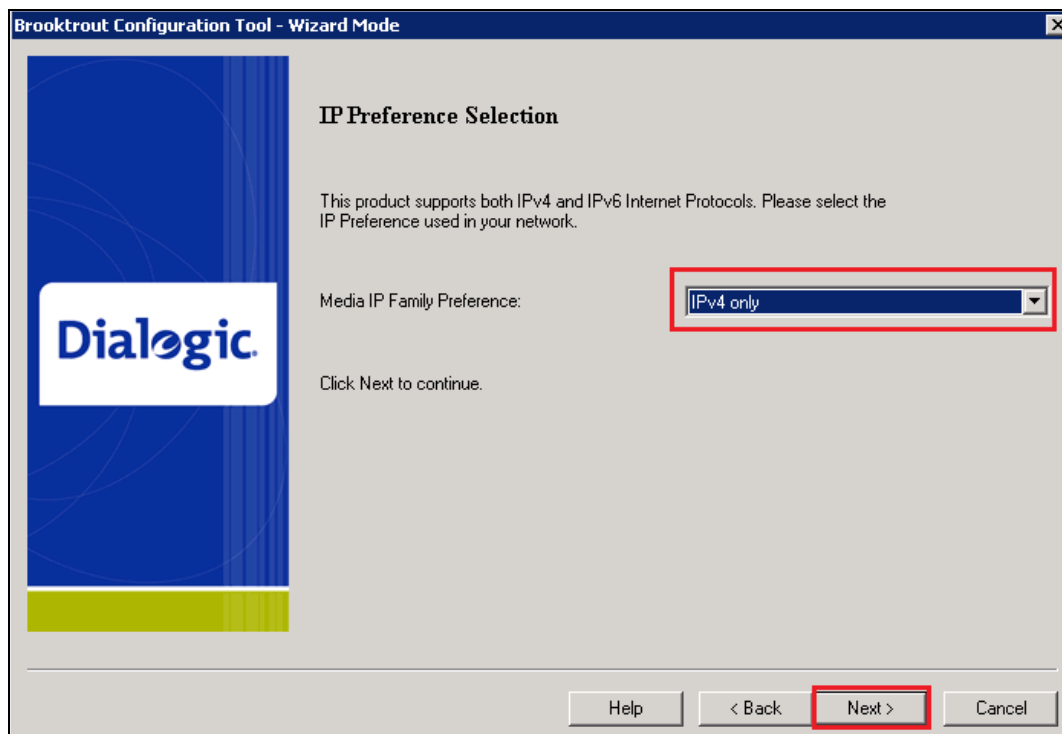 Brooktrout Configuration Tool - Wizard Mode
IP Preference Selection
This product supports both IPv4 and IPv6 Internet Protocols. Please select the
IP Preference used in your network.
Media IP Family Preference:
IPv4 only
Dialogic.
Click Next to continue.
Help
< Back
Next >
Cancel